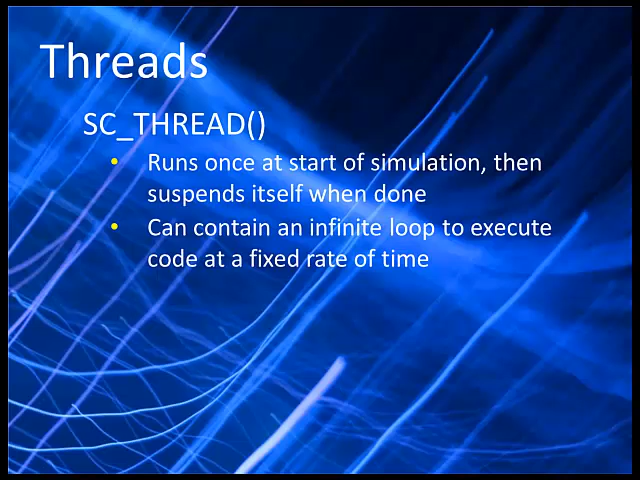 Threads
SC_THREAD()
• Runs once at start of simulation, then
suspends itself when done
• Can contain an infinite loop to execute
code at a fixed rate of time